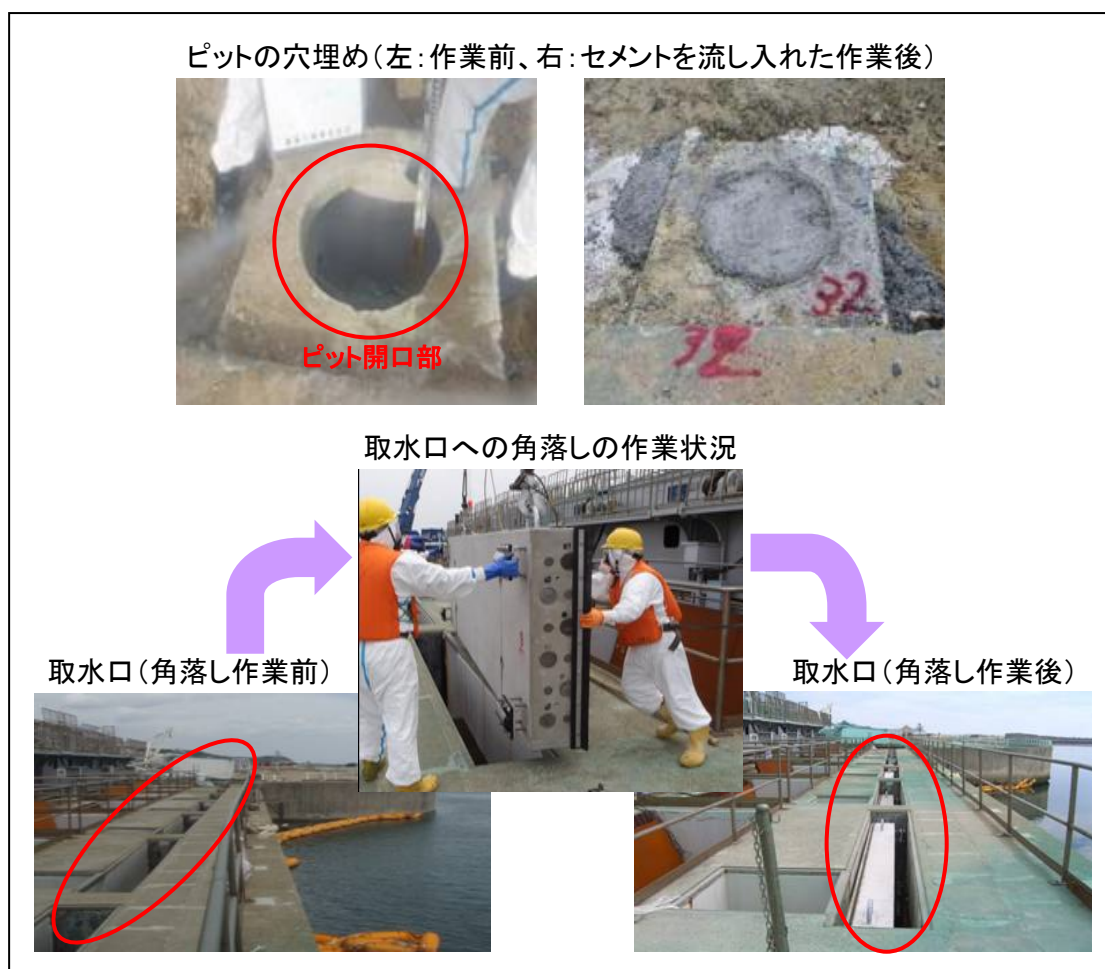 ピットの穴埋め(左:作業前、右:セメントを流し入れた作業後)
ピット開口部
32
32
取水口への角落しの作業状況
取水口(角落し作業前)
取水口(角落し作業後)